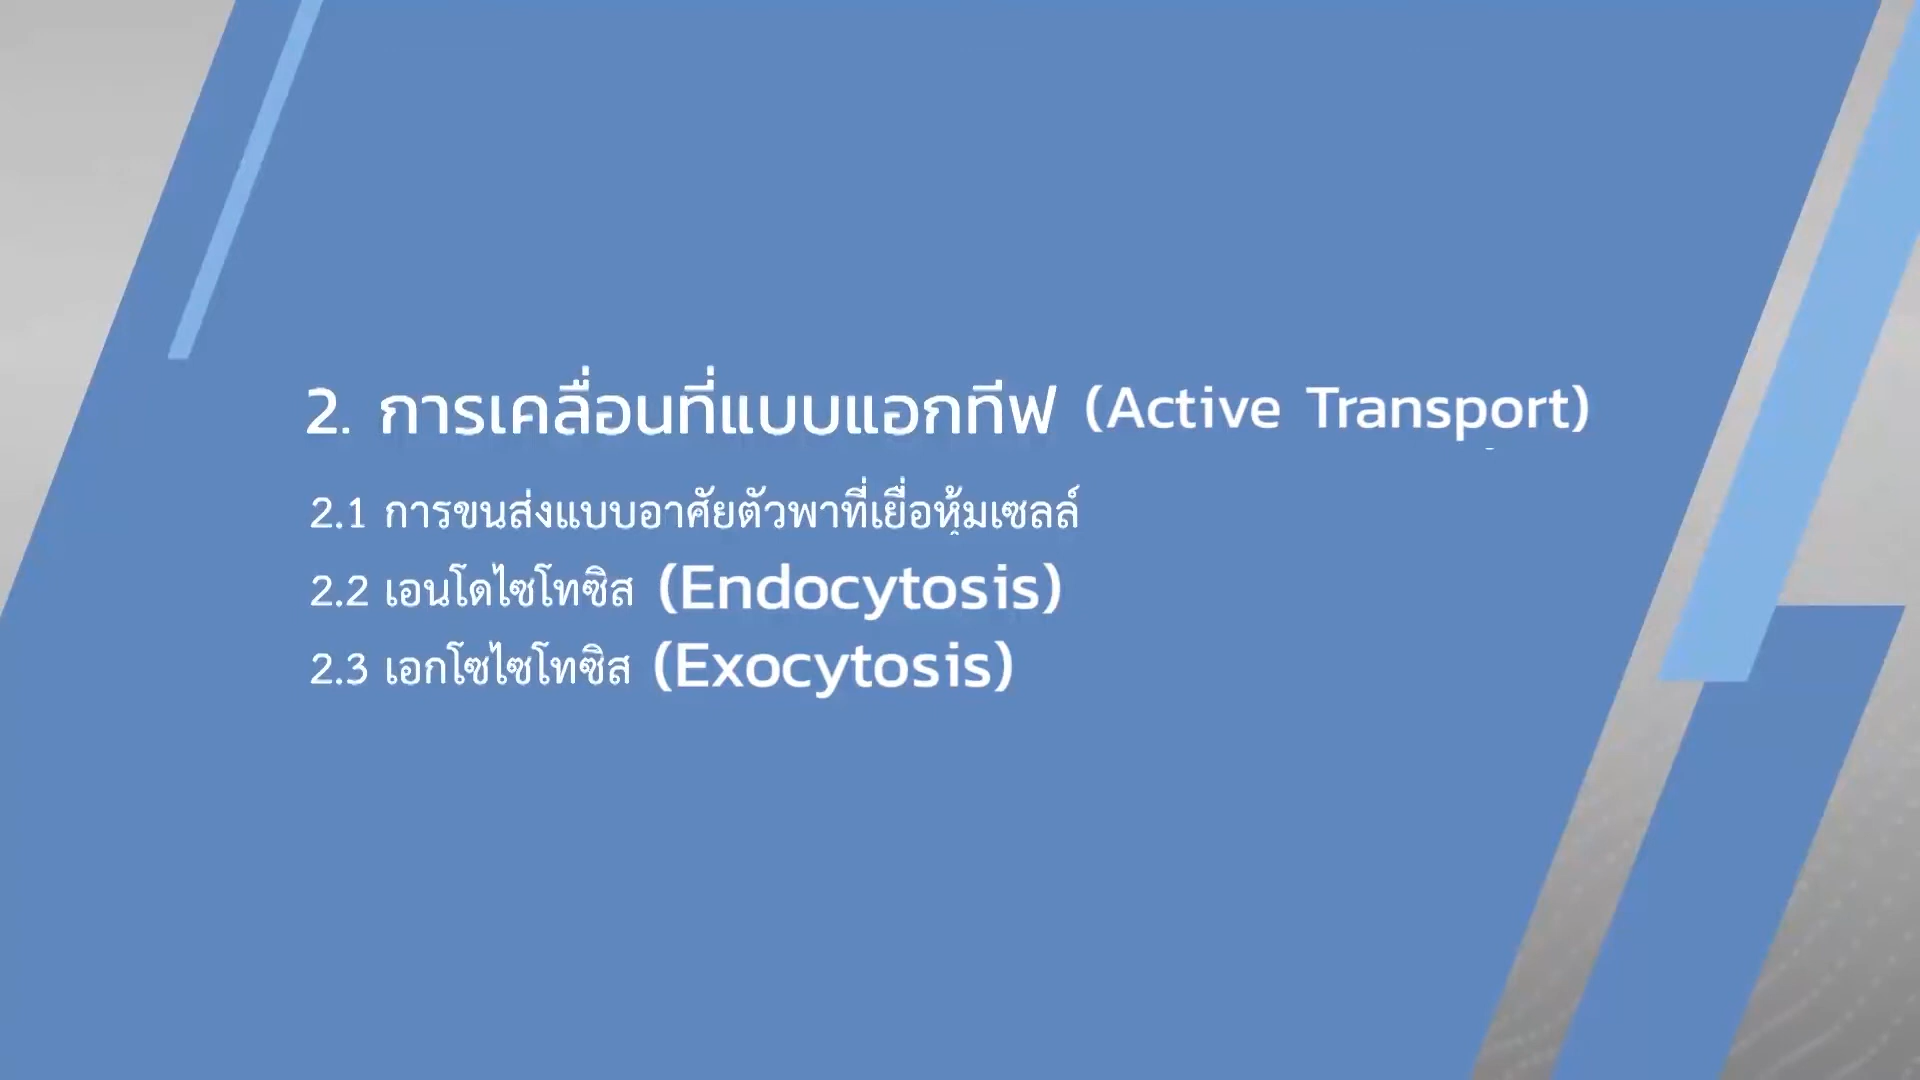 2. การเคลื่อนที่แบบแอกทีฟ (Active Transport)
2.1 การขนส่งแบบอาศัยตัวพาที่เยื่อหุ้มเซลล์
2.2 เอนโดไซโทซิส (Endocytosis)
2.3 เอกโซไซโทซิส (Exocytosis)